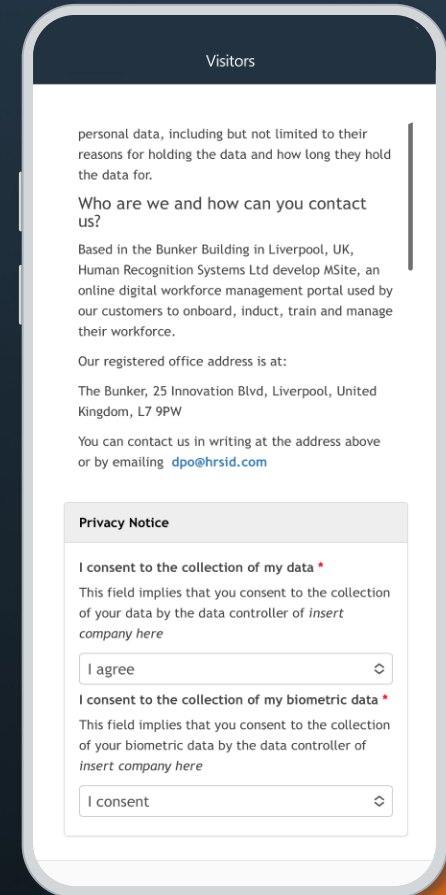 Visitors
personal data, including but not limited to their
reasons for holding the data and how long they hold
the data for.
Who are we and how can you contact
us?
Based in the Bunker Building in Liverpool, UK,
Human Recognition Systems Ltd develop MSite, an
online digital workforce management portal used by
our customers to onboard, induct, train and manage
their workforce.
Our registered office address is at:
The Bunker, 25 Innovation Blvd, Liverpool, United
Kingdom, L7 9PW
You can contact us in writing at the address above
or by emailing dpo@hrsid.com
Privacy Notice
I consent to the collection of my data *
This field implies that you consent to the collection
of your data by the data controller of insert
company here
I agree
I consent to the collection of my biometric data *
This field implies that you consent to the collection
of your biometric data by the data controller of
insert company here
I consent